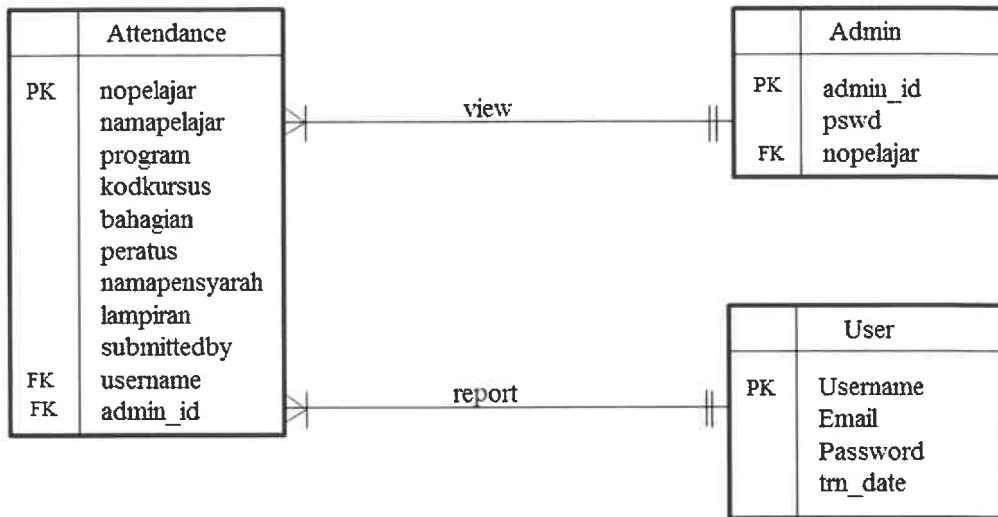 Attendance
PK nopelajar
namapelajar
program
kodkursus
bahagian
peratus
namapensyarah
lampiran
submittedby
FK username
FK admin_id
view
Admin
PK admin_id
pswd
FK nopelajar
report
User
PK Username
Email
Password
trn_date